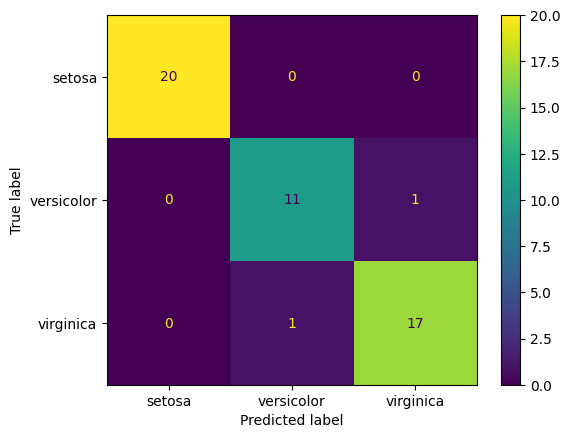 setosa 20 0 0
versicolor 0 11 1
virginica 0 1 17
setosa versicolor virginica
Predicted label
True label
20.0
17.5
15.0
12.5
10.0
7.5
5.0
2.5
0.0